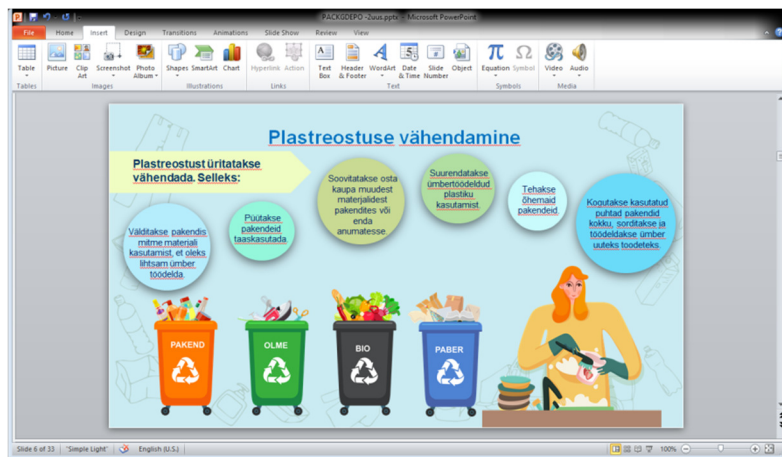 PACKGDEPO -2uus.pptx - Microsoft PowerPoint
File Home Insert Design Transitions Animations Slide Show Review View
Table Picture Clip Art Screenshot Photo Album Shapes SmartArt Chart Hyperlink Action Text Box Header & Footer WordArt Date & Time Slide Number Object Equation Symbol Video Audio
Tables Images Illustrations Links Text Symbols Media
Plastreostuse vähendamine
Plastreostust üritatakse
vähendada. Selleks:
Välditakse pakendis
mitme materjali
kasutamist, et oleks
lihtsam ümber
töödelda.
Püütakse
pakendeid
taaskasutada.
Soovitatakse osta
kaupa muudest
materjalidest
pakendites või
enda
anumatesse.
Suurendatakse
ümbertöödeldud
plastiku
kasutamist.
Tehakse
õhemaid
pakendeid.
Kogutakse kasutatud
puhtad pakendid
kokku, sorditakse ja
töödeldakse ümber
uuteks toodeteks.
PAKEND
OLME
BIO
PABER
Slide 6 of 33 "Simple Light" English (U.S.) 100%